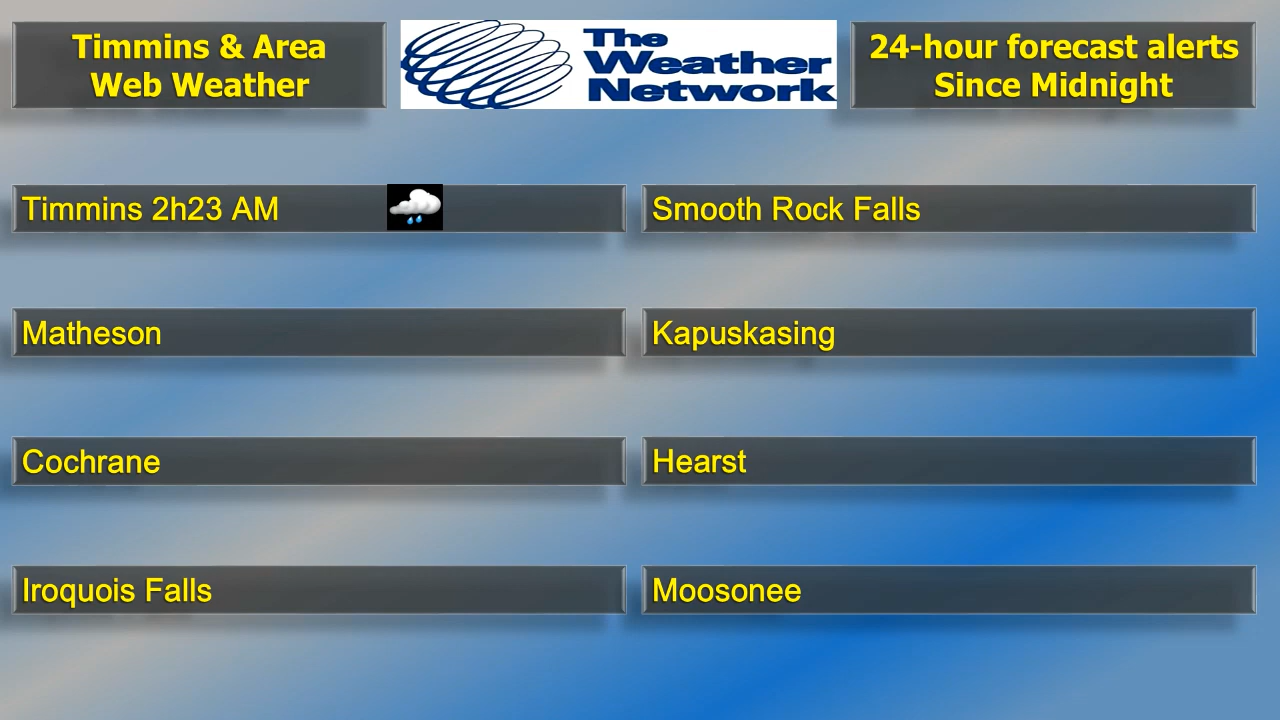 Timmins & Area
Web Weather
The
Weather
Network
24-hour forecast alerts
Since Midnight
Timmins 2h23 AM
Smooth Rock Falls
Matheson
Kapuskasing
Cochrane
Hearst
Iroquois Falls
Moosonee